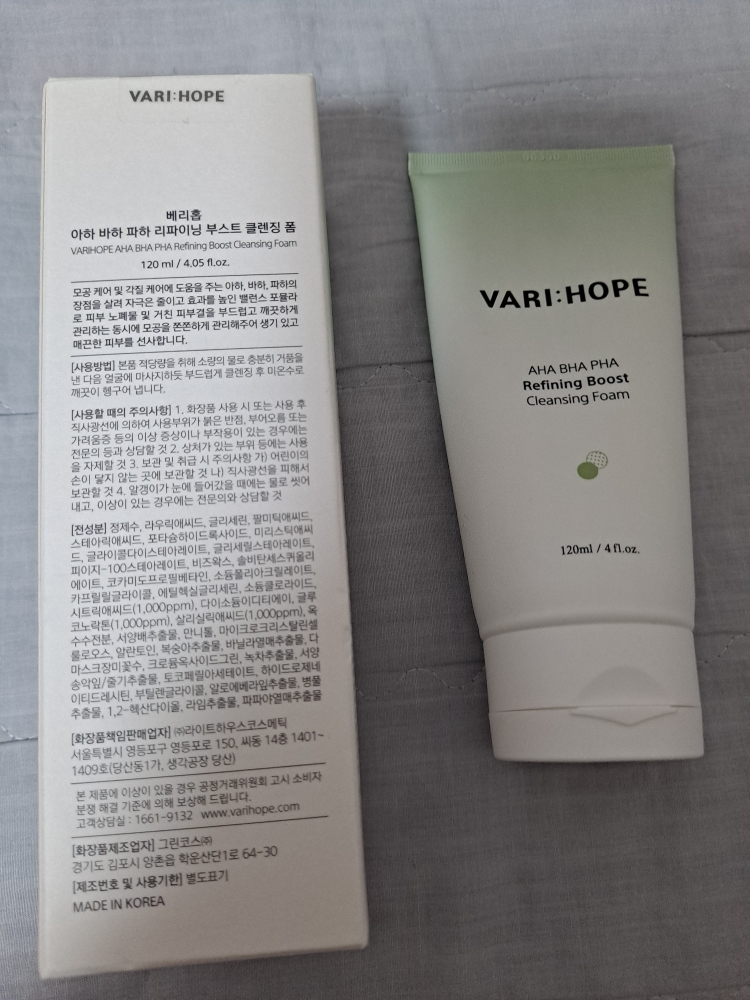 VARI:HOPE
베리홉
아하 바하 파하 리파이닝 부스트 클렌징 폼
VARIHOPE AHA BHA PHA Refining Boost Cleansing Foam
120 ml / 4.05 fl.oz.
모공 케어 및 각질 케어에 도움을 주는 아하, 바하, 파하의
장점을 살려 자극은 줄이고 효과를 높인 밸런스 포뮬라
로 피부 노폐물 및 거친 피부결을 부드럽고 깨끗하게
관리하는 동시에 모공을 쫀쫀하게 관리해주어 생기 있고
매끈한 피부를 선사합니다.
[사용방법] 본품 적당량을 취해 소량의 물로 충분히 거품을
낸 다음 얼굴에 마사지하듯 부드럽게 클렌징 후 미온수로
깨끗이 헹구어 냅니다.
[사용할 때의 주의사항] 1. 화장품 사용 시 또는 사용 후
직사광선에 의하여 사용부위가 붉은 반점, 부어오름 또는
가려움증 등의 이상 증상이나 부작용이 있는 경우에는
전문의 등과 상담할 것 2. 상처가 있는 부위 등에는 사용
을 자제할 것 3. 보관 및 취급 시 주의사항 가) 어린이의
손이 닿지 않는 곳에 보관할 것 나) 직사광선을 피해서
보관할 것 4. 알갱이가 눈에 들어갔을 때에는 물로 씻어
내고, 이상이 있는 경우에는 전문의와 상담할 것
[전성분] 정제수, 라우릭애씨드, 글리세린, 팔미틱애씨드,
스테아릭애씨드, 포타슘하이드록사이드, 미리스틱애씨
드, 글라이콜다이스테아레이트, 글리세릴스테아레이트,
피이지-100스테아레이트, 비즈왁스, 솔비탄세스퀴올리
에이트, 코카미도프로필베타인, 소듐폴리아크릴레이트,
카프릴릴글라이콜, 에틸헥실글리세린, 소듐클로라이드,
시트릭애씨드(1,000ppm), 다이소듐이디티에이, 글루
코노락톤(1,000ppm), 살리실릭애씨드(1,000ppm), 옥
수수전분, 서양배추출물, 만니톨, 마이크로크리스탈린셀
룰로오스, 알란토인, 복숭아추출물, 바닐라열매추출물, 다
마스크장미꽃수, 크로뮴옥사이드그린, 녹차추출물, 서양
송악잎/줄기추출물, 토코페릴아세테이트, 하이드로제네
이티드레시틴, 부틸렌글라이콜, 알로에베라잎추출물, 병풀
추출물, 1,2-헥산다이올, 라임추출물, 파파야열매추출물
[화장품책임판매업자] ㈜라이트하우스코스메틱
서울특별시 영등포구 영등포로 150, 씨동 14층 1401~
1409호(당산동1가, 생각공장 당산)
본 제품에 이상이 있을 경우 공정거래위원회 고시 소비자
분쟁 해결 기준에 의해 보상해 드립니다.
고객상담실 : 1661-9132 www.varihope.com
[화장품제조업자] 그린코스㈜
경기도 김포시 양촌읍 학운산단1로 64-30
[제조번호 및 사용기한] 별도표기
MADE IN KOREA
VARI:HOPE
AHA BHA PHA
Refining Boost
Cleansing Foam
120ml / 4 fl.oz.